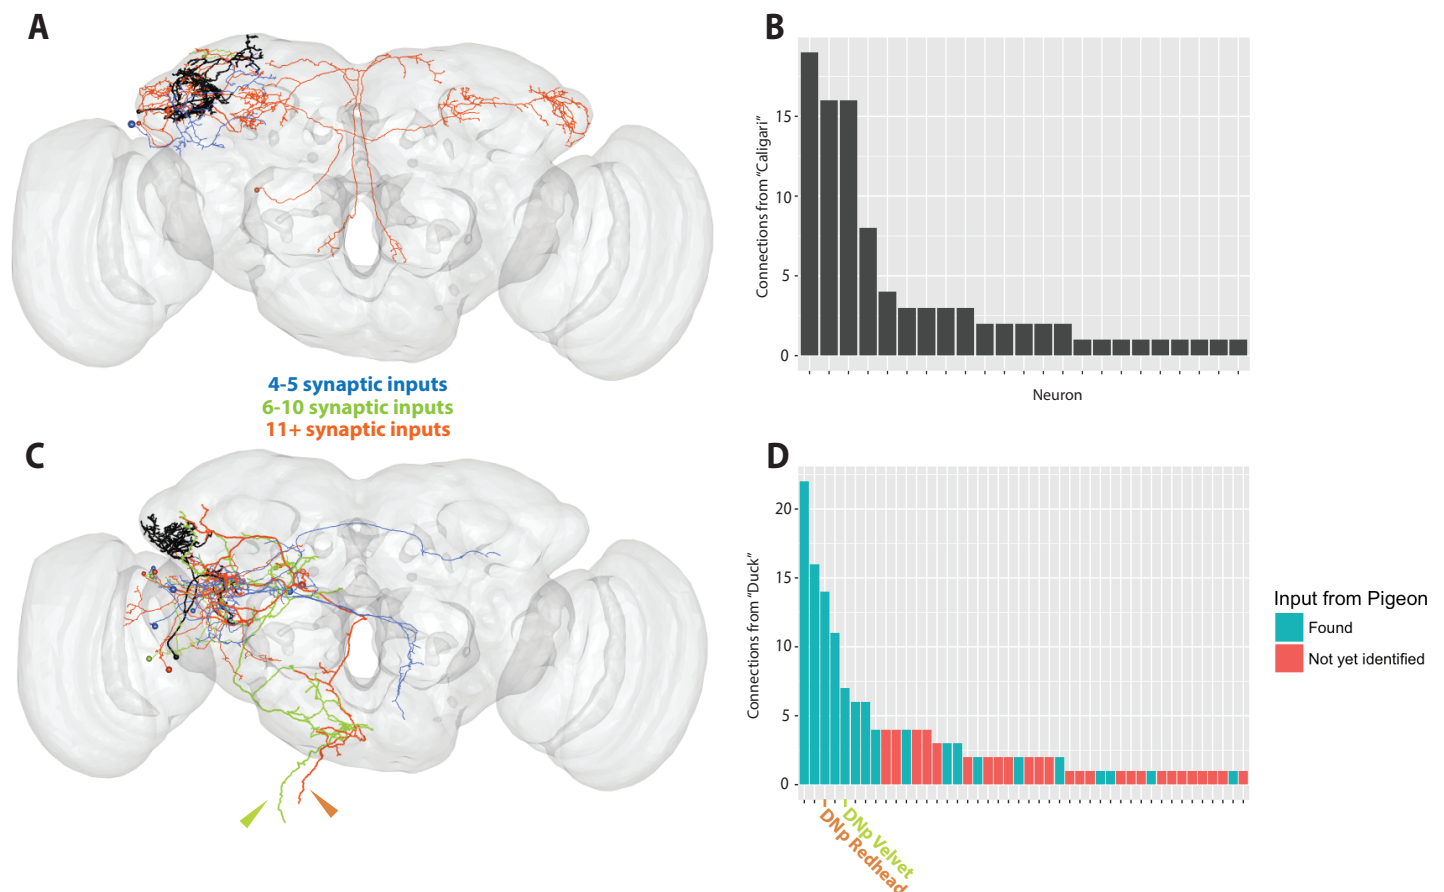 A
B
Connections from “Caligari”
15
10
5
0
Neuron
4-5 synaptic inputs
6-10 synaptic inputs
11+ synaptic inputs
C
D
Connections from “Duck”
20
15
10
5
0
DNp Redhead
DNp Velvet
Input from Pigeon
Found
Not yet identified